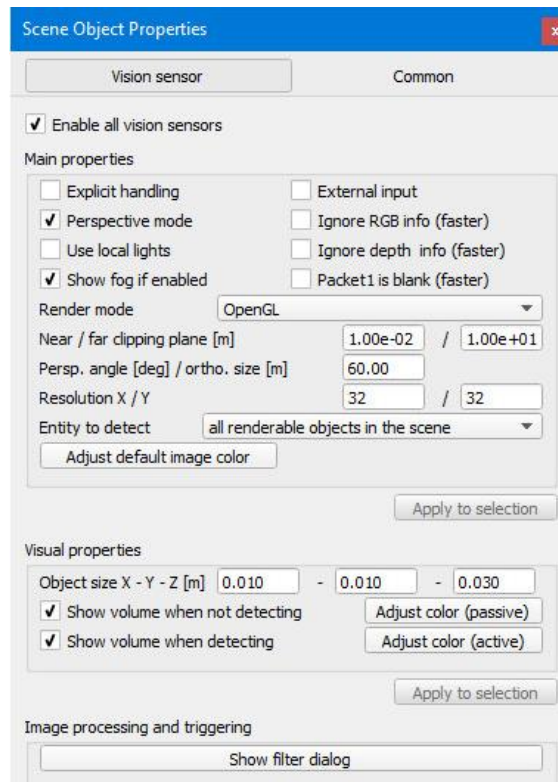 Scene Object Properties x
Vision sensor Common
Enable all vision sensors
Main properties
Explicit handling External input
Perspective mode Ignore RGB info (faster)
Use local lights Ignore depth info (faster)
Show fog if enabled Packet1 is blank (faster)
Render mode OpenGL
Near / far clipping plane [m] 1.00e-02 / 1.00e+01
Persp. angle [deg] / ortho. size [m] 60.00
Resolution X / Y 32 / 32
Entity to detect all renderable objects in the scene
Adjust default image color
Apply to selection
Visual properties
Object size X - Y - Z [m] 0.010 - 0.010 - 0.030
Show volume when not detecting Adjust color (passive)
Show volume when detecting Adjust color (active)
Apply to selection
Image processing and triggering
Show filter dialog